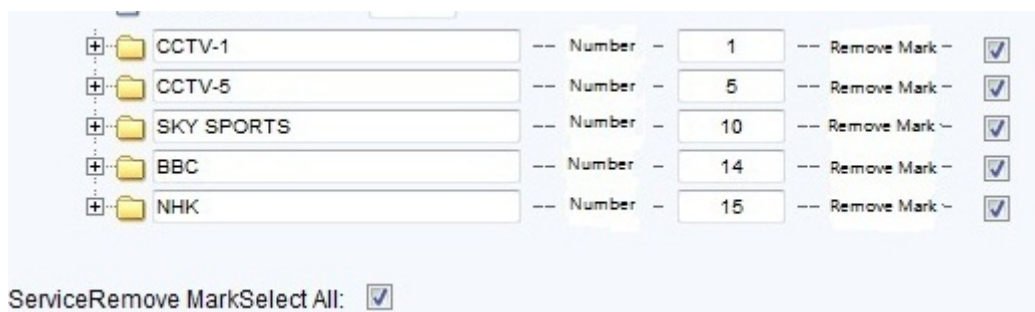 CCTV-1 -- Number - 1 -- Remove Mark -
CCTV-5 -- Number - 5 -- Remove Mark -
SKY SPORTS -- Number - 10 -- Remove Mark -
BBC -- Number - 14 -- Remove Mark -
NHK -- Number - 15 -- Remove Mark -
ServiceRemove MarkSelect All: